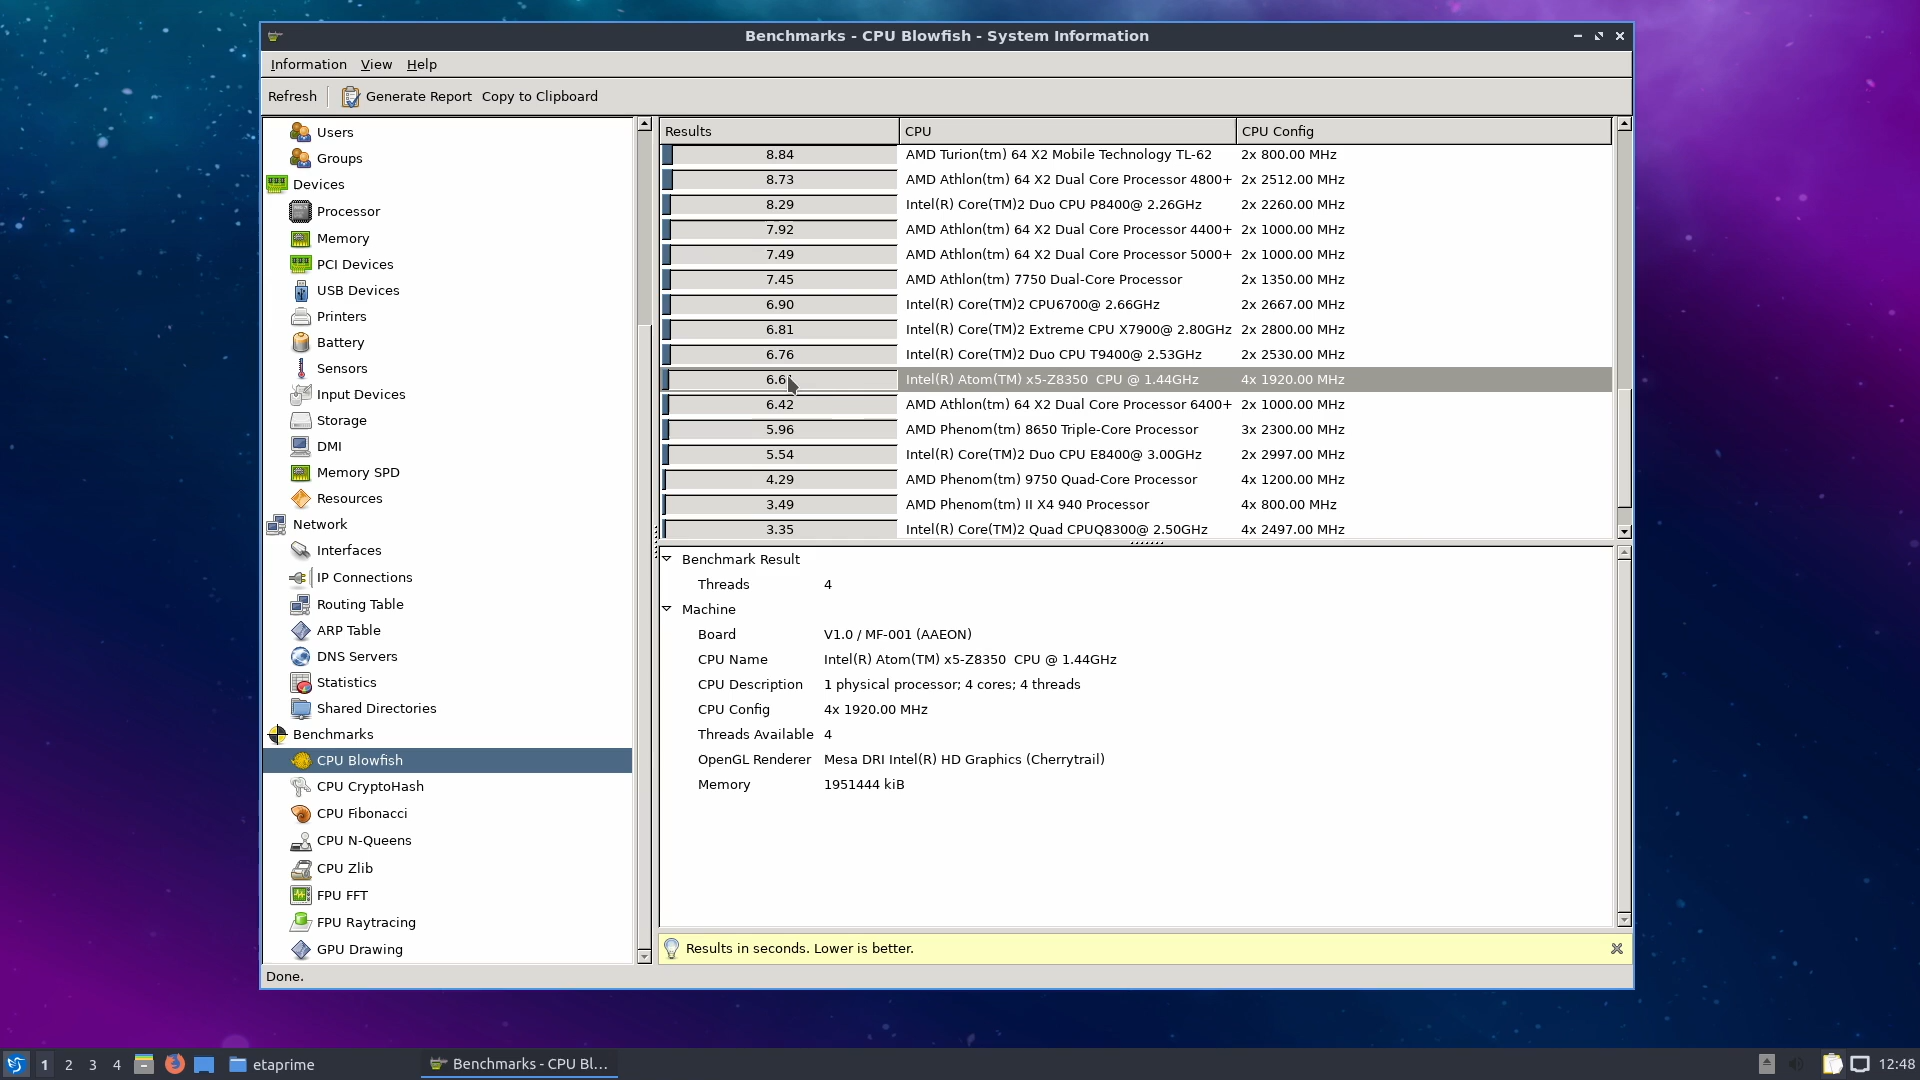 Benchmarks - CPU Blowfish - System Information
Information View Help
Refresh Generate Report Copy to Clipboard
Users
Groups
Devices
Processor
Memory
PCI Devices
USB Devices
Printers
Battery
Sensors
Input Devices
Storage
DMI
Memory SPD
Resources
Network
Interfaces
IP Connections
Routing Table
ARP Table
DNS Servers
Statistics
Shared Directories
Benchmarks
CPU Blowfish
CPU CryptoHash
CPU Fibonacci
CPU N-Queens
CPU Zlib
FPU FFT
FPU Raytracing
GPU Drawing
Results CPU CPU Config
8.84 AMD Turion(tm) 64 X2 Mobile Technology TL-62 2x 800.00 MHz
8.73 AMD Athlon(tm) 64 X2 Dual Core Processor 4800+ 2x 2512.00 MHz
8.29 Intel(R) Core(TM)2 Duo CPU P8400@ 2.26GHz 2x 2260.00 MHz
7.92 AMD Athlon(tm) 64 X2 Dual Core Processor 4400+ 2x 1000.00 MHz
7.49 AMD Athlon(tm) 64 X2 Dual Core Processor 5000+ 2x 1000.00 MHz
7.45 AMD Athlon(tm) 7750 Dual-Core Processor 2x 1350.00 MHz
6.90 Intel(R) Core(TM)2 CPU6700@ 2.66GHz 2x 2667.00 MHz
6.81 Intel(R) Core(TM)2 Extreme CPU X7900@ 2.80GHz 2x 2800.00 MHz
6.76 Intel(R) Core(TM)2 Duo CPU T9400@ 2.53GHz 2x 2530.00 MHz
Intel(R) Atom(TM) x5-Z8350 CPU @ 1.44GHz 4x 1920.00 MHz
6.42 AMD Athlon(tm) 64 X2 Dual Core Processor 6400+ 2x 1000.00 MHz
5.96 AMD Phenom(tm) 8650 Triple-Core Processor 3x 2300.00 MHz
5.54 Intel(R) Core(TM)2 Duo CPU E8400@ 3.00GHz 2x 2997.00 MHz
4.29 AMD Phenom(tm) 9750 Quad-Core Processor 4x 1200.00 MHz
3.49 AMD Phenom(tm) II X4 940 Processor 4x 800.00 MHz
3.35 Intel(R) Core(TM)2 Quad CPUQ8300@ 2.50GHz 4x 2497.00 MHz
Benchmark Result
Threads 4
Machine
Board V1.0 / MF-001 (AAEON)
CPU Name Intel(R) Atom(TM) x5-Z8350 CPU @ 1.44GHz
CPU Description 1 physical processor; 4 cores; 4 threads
CPU Config 4x 1920.00 MHz
Threads Available 4
OpenGL Renderer Mesa DRI Intel(R) HD Graphics (Cherrytrail)
Memory 1951444 kiB
Results in seconds. Lower is better.
Done.
1 2 3 4 etaprime Benchmarks - CPU Bl... 12:48